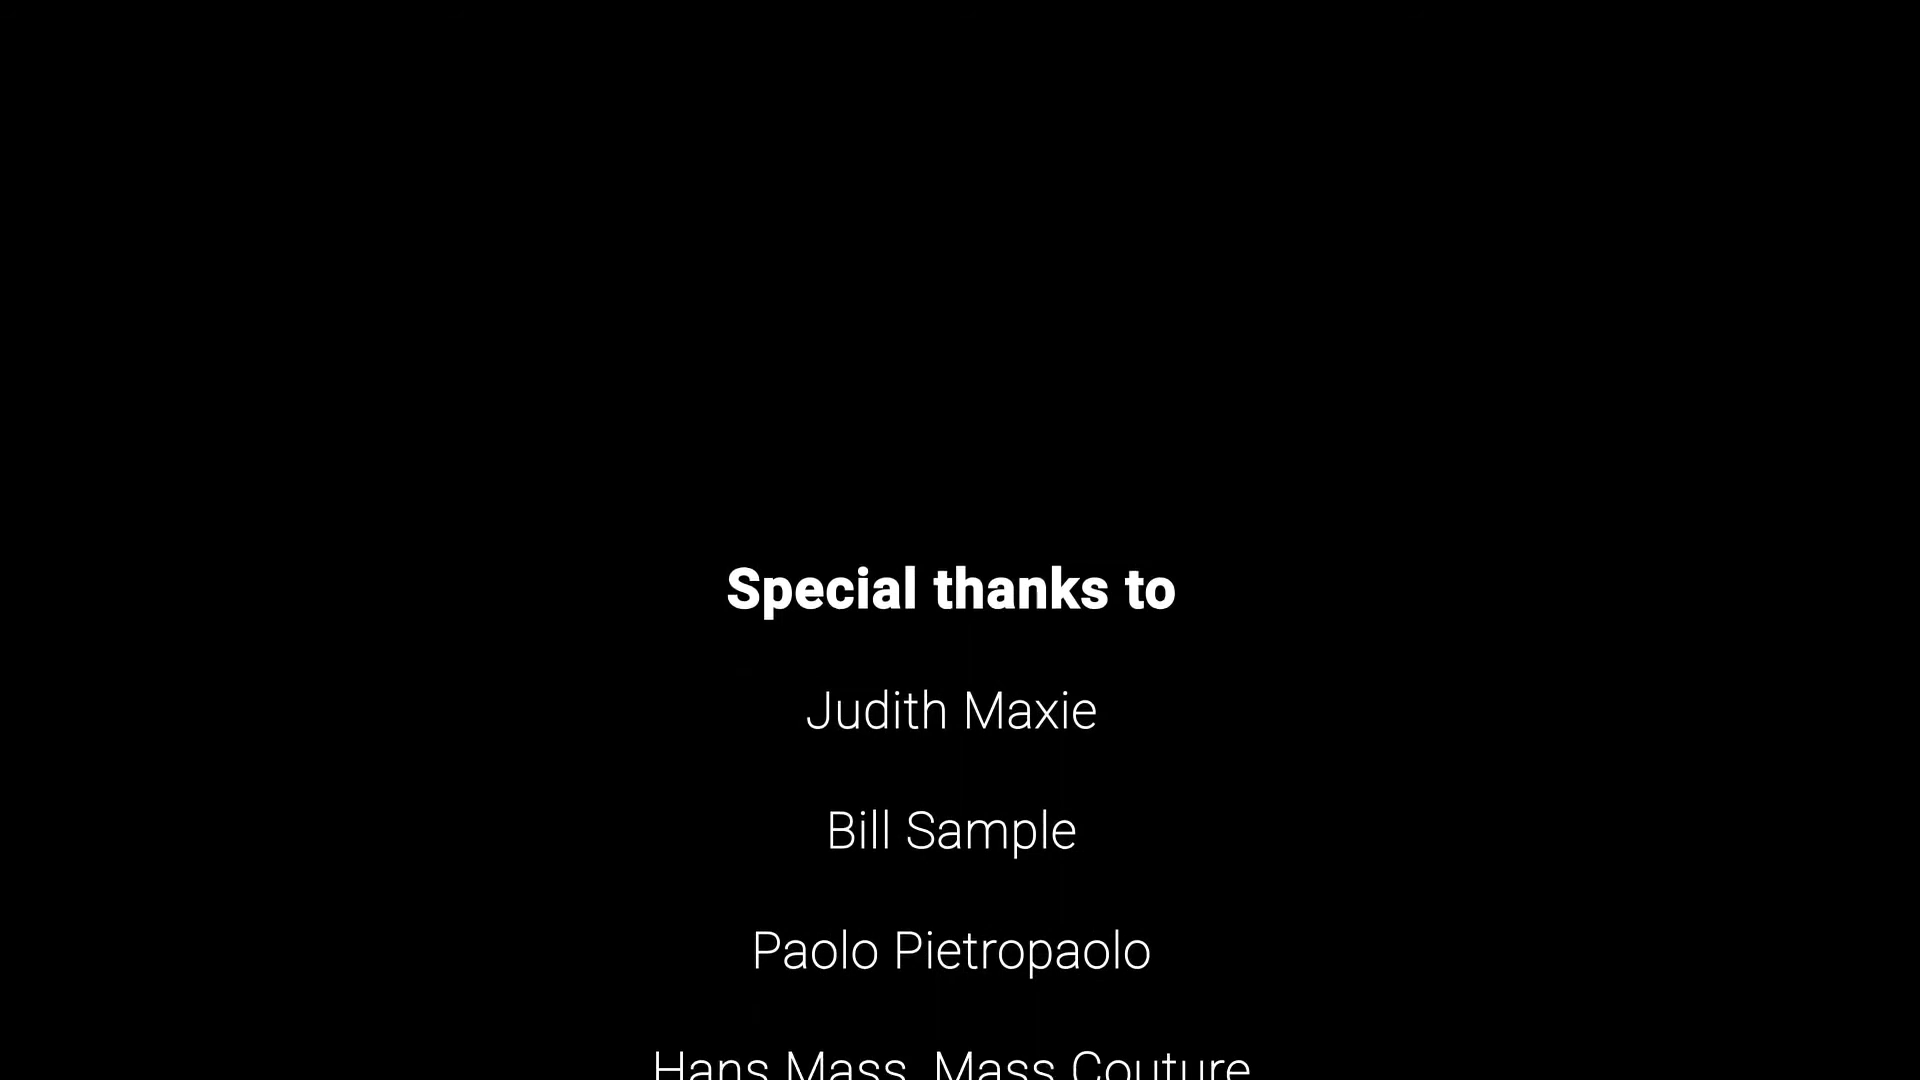 Special thanks to
Judith Maxie
Bill Sample
Paolo Pietropaolo
Hans Mass, Mass Couture